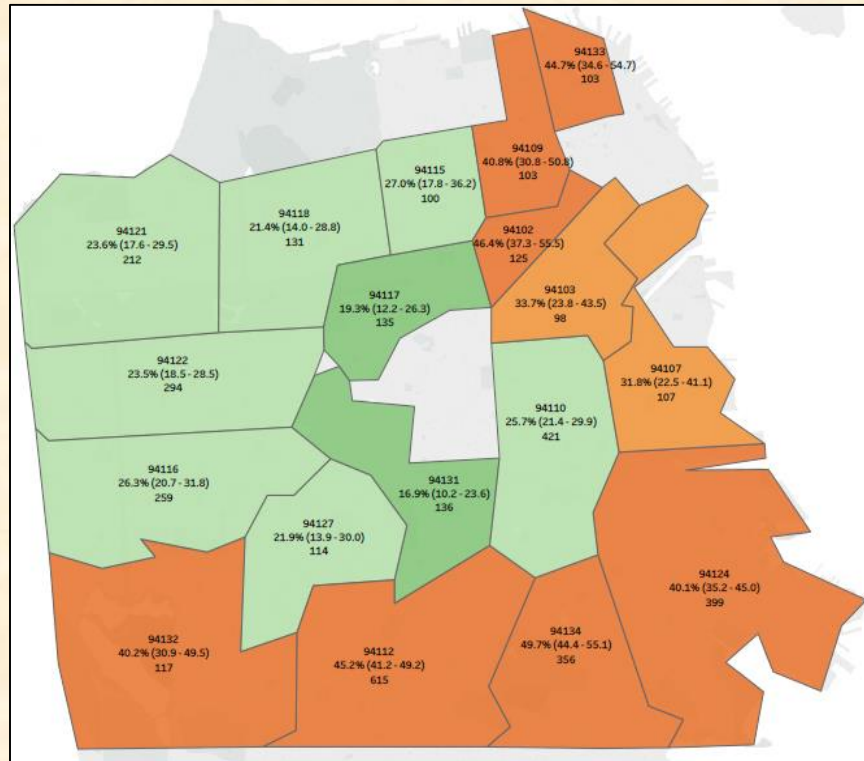 94133
44.7% (34.6 - 54.7)
103
94109
40.8% (30.8 - 50.8)
103
94115
27.0% (17.8 - 36.2)
100
94118
21.4% (14.0 - 28.8)
131
94121
23.6% (17.6 - 29.5)
212
94102
46.4% (37.3 - 55.5)
125
94103
33.7% (23.8 - 43.5)
98
94117
19.3% (12.2 - 26.3)
135
94122
23.5% (18.5 - 28.5)
294
94107
31.8% (22.5 - 41.1)
107
94110
25.7% (21.4 - 29.9)
421
94116
26.3% (20.7 - 31.8)
259
94131
16.9% (10.2 - 23.6)
136
94127
21.9% (13.9 - 30.0)
114
94124
40.1% (35.2 - 45.0)
399
94132
40.2% (30.9 - 49.5)
117
94112
45.2% (41.2 - 49.2)
615
94134
49.7% (44.4 - 55.1)
356